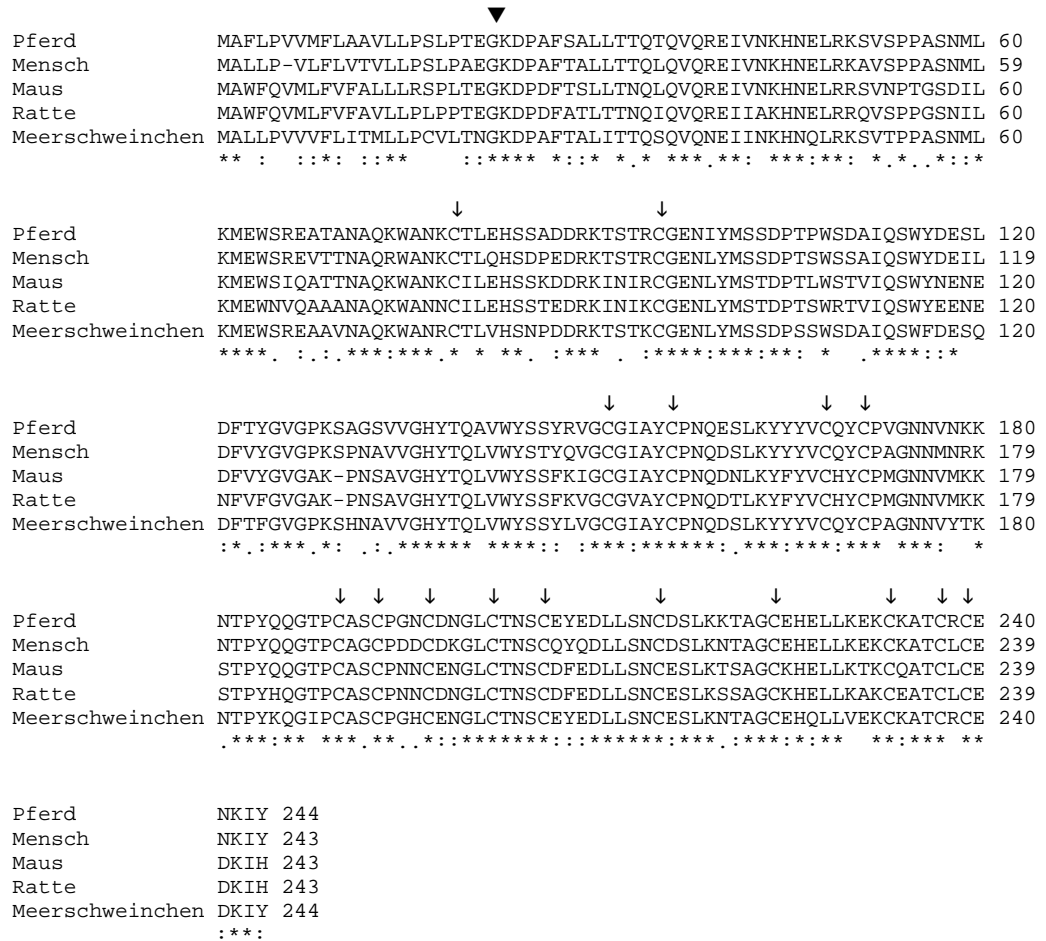 ▼
Pferd MAFLPVVMFLAAVLLPSLPTEGKDPAFSALLTTQTQVQREIVNKHNELRKSVSPPASNML 60
Mensch MALLP-VLFLVTVLLPSLPAEGKDPAFTALLTTQLQVQREIVNKHNELRKAVSPPASNML 59
Maus MAWFQVMLFVFALLLRSPLTEGKDPDFTSLLTNQLQVQREIVNKHNELRRSVNPTGSDIL 60
Ratte MAWFQVMLFVFAVLLPLPPTEGKDPDFATLTTNQIQVQREIIAKHNELRRQVSPPGSNIL 60
Meerschweinchen MALLPVVVFLITMLLPCVLTNGKDPAFTALITTQSQVQNEIINKHNQLRKSVTPPASNML 60
** : ::*: ::** ::**** *::* *.* ***.**: ***:**: *.*..*::*
↓ ↓
Pferd KMEWSREATANAQKWANKCTLEHSSADDRKTSTRCGENIYMSSDPTPWSDAIQSWYDESL 120
Mensch KMEWSREVTTNAQRWANKCTLQHSDPEDRKTSTRCGENLYMSSDPTSWSSAIQSWYDEIL 119
Maus KMEWSIQATTNAQKWANKCILEHSSKDDRKINIRCGENLYMSTDPTLWSTVIQSWYNENE 120
Ratte KMEWNVQAAANAQKWANNCILEHSSTEDRKINIKCGENLYMSTDPTSWRTVIQSWYEENE 120
Meerschweinchen KMEWSREAAVNAQKWANRCTLVHSNPDDRKTSTKCGENLYMSSDPSSWSDAIQSWFDESQ 120
****. :.:.***:***.* * **. :*** . :****:***:**: * .****::*
↓ ↓ ↓ ↓
Pferd DFTYGVGPKSAGSVVGHYTQAVWYSSYRVGCGIAYCPNQESLKYYYVCQYCPVGNNVNKK 180
Mensch DFVYGVGPKSPNAVVGHYTQLVWYSTYQVGCGIAYCPNQDSLKYYYVCQYCPAGNNMNRK 179
Maus DFVYGVGAK-PNSAVGHYTQLVWYSSFKIGCGIAYCPNQDNLKYFYVCHYCPMGNNVMKK 179
Ratte NFVFGVGAK-PNSAVGHYTQLVWYSSFKVGCGVAYCPNQDTLKYFYVCHYCPMGNNVMKK 179
Meerschweinchen DFTFGVGPKSHNAVVGHYTQLVWYSSYLVGCGIAYCPNQDSLKYYYVCQYCPAGNNVYTK 180
:*.:***.*: .:.****** ****:: :***:******:.***:***:*** ***: *
↓ ↓ ↓ ↓ ↓ ↓ ↓ ↓ ↓ ↓
Pferd NTPYQQGTPCASCPGNCDNGLCTNSCEYEDLLSNCDSLKKTAGCEHELLKEKCKATCRCE 240
Mensch NTPYQQGTPCAGCPDDCDKGLCTNSCQYQDLLSNCDSLKNTAGCEHELLKEKCKATCLCE 239
Maus STPYQQGTPCASCPNNCENGLCTNSCDFEDLLSNCESLKTSAGCKHELLKTKCQATCLCE 239
Ratte STPYHQGTPCASCPNNCDNGLCTNSCDFEDLLSNCESLKSSAGCKHELLKAKCEATCLCE 239
Meerschweinchen NTPYKQGIPCASCPGHCENGLCTNSCEYEDLLSNCESLKNTAGCEHQLLVEKCKATCRCE 240
.***:** ***.**..*::*******:::******:***.:***:*:** **:*** **
Pferd NKIY 244
Mensch NKIY 243
Maus DKIH 243
Ratte DKIH 243
Meerschweinchen DKIY 244
:**: